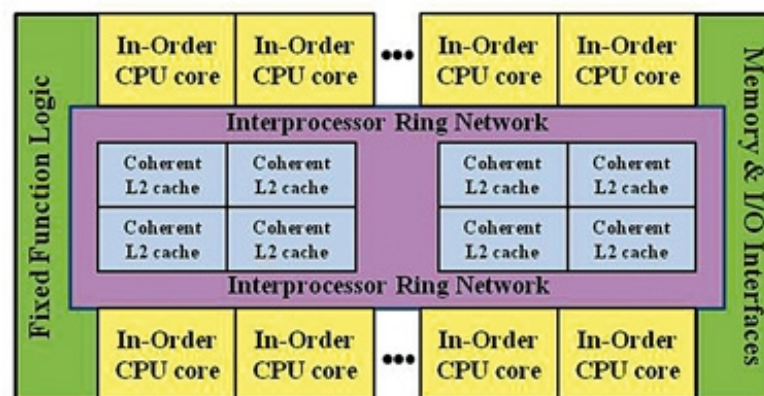 Fixed Function Logic
In-Order
CPU core
In-Order
CPU core
•••
In-Order
CPU core
In-Order
CPU core
Memory & I/O Interfaces
Interprocessor Ring Network
Coherent
L2 cache
Coherent
L2 cache
Coherent
L2 cache
Coherent
L2 cache
Coherent
L2 cache
Coherent
L2 cache
Coherent
L2 cache
Coherent
L2 cache
Interprocessor Ring Network
In-Order
CPU core
In-Order
CPU core
•••
In-Order
CPU core
In-Order
CPU core